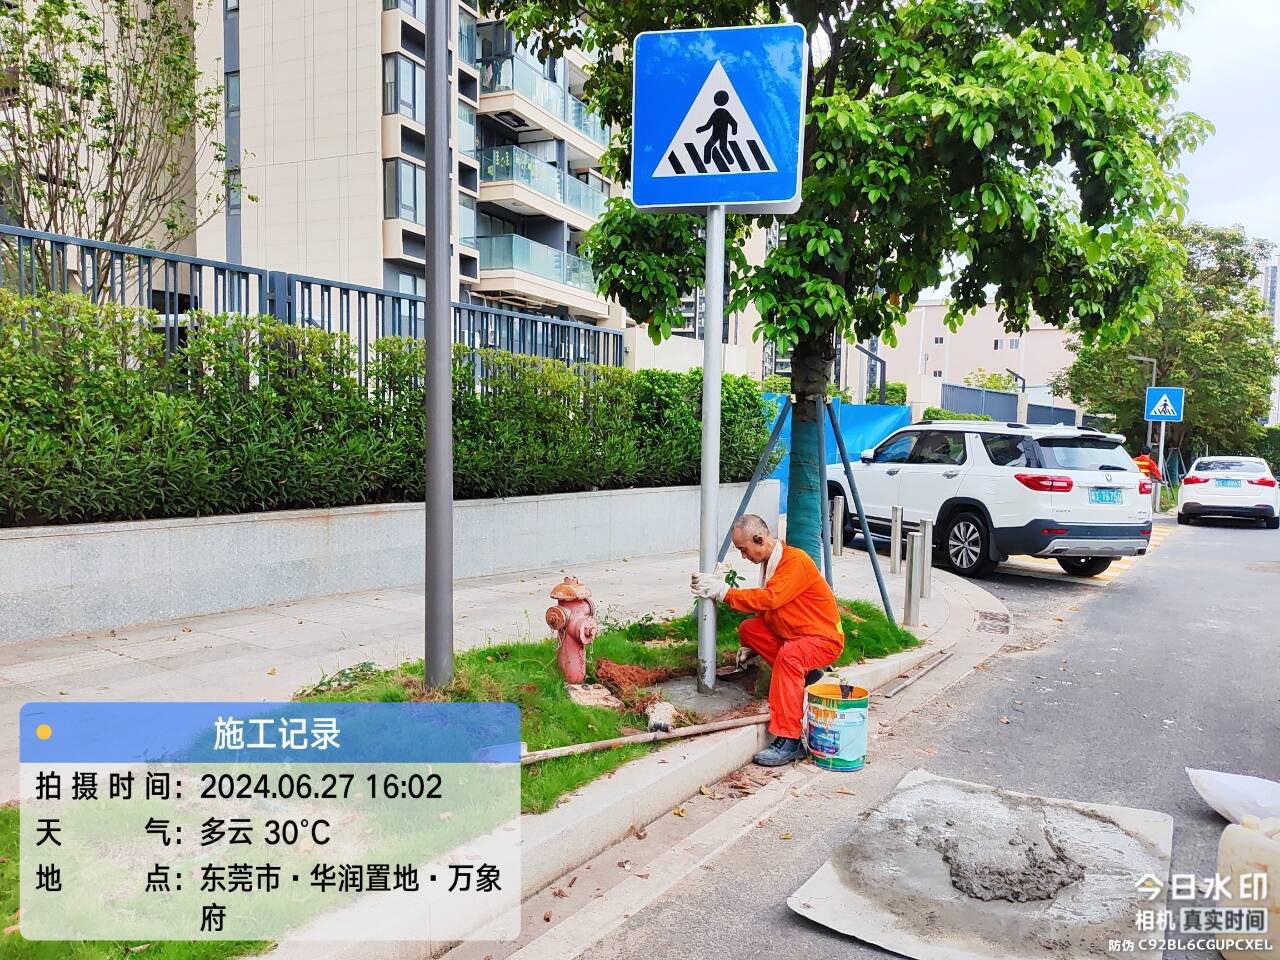 施工记录
拍摄时间：2024.06.27 16:02
天气：多云 30°C
地点：东莞市·华润置地·万象
府
今日水印
相机 真实时间
防伪 C92BL6CGUPCXEL